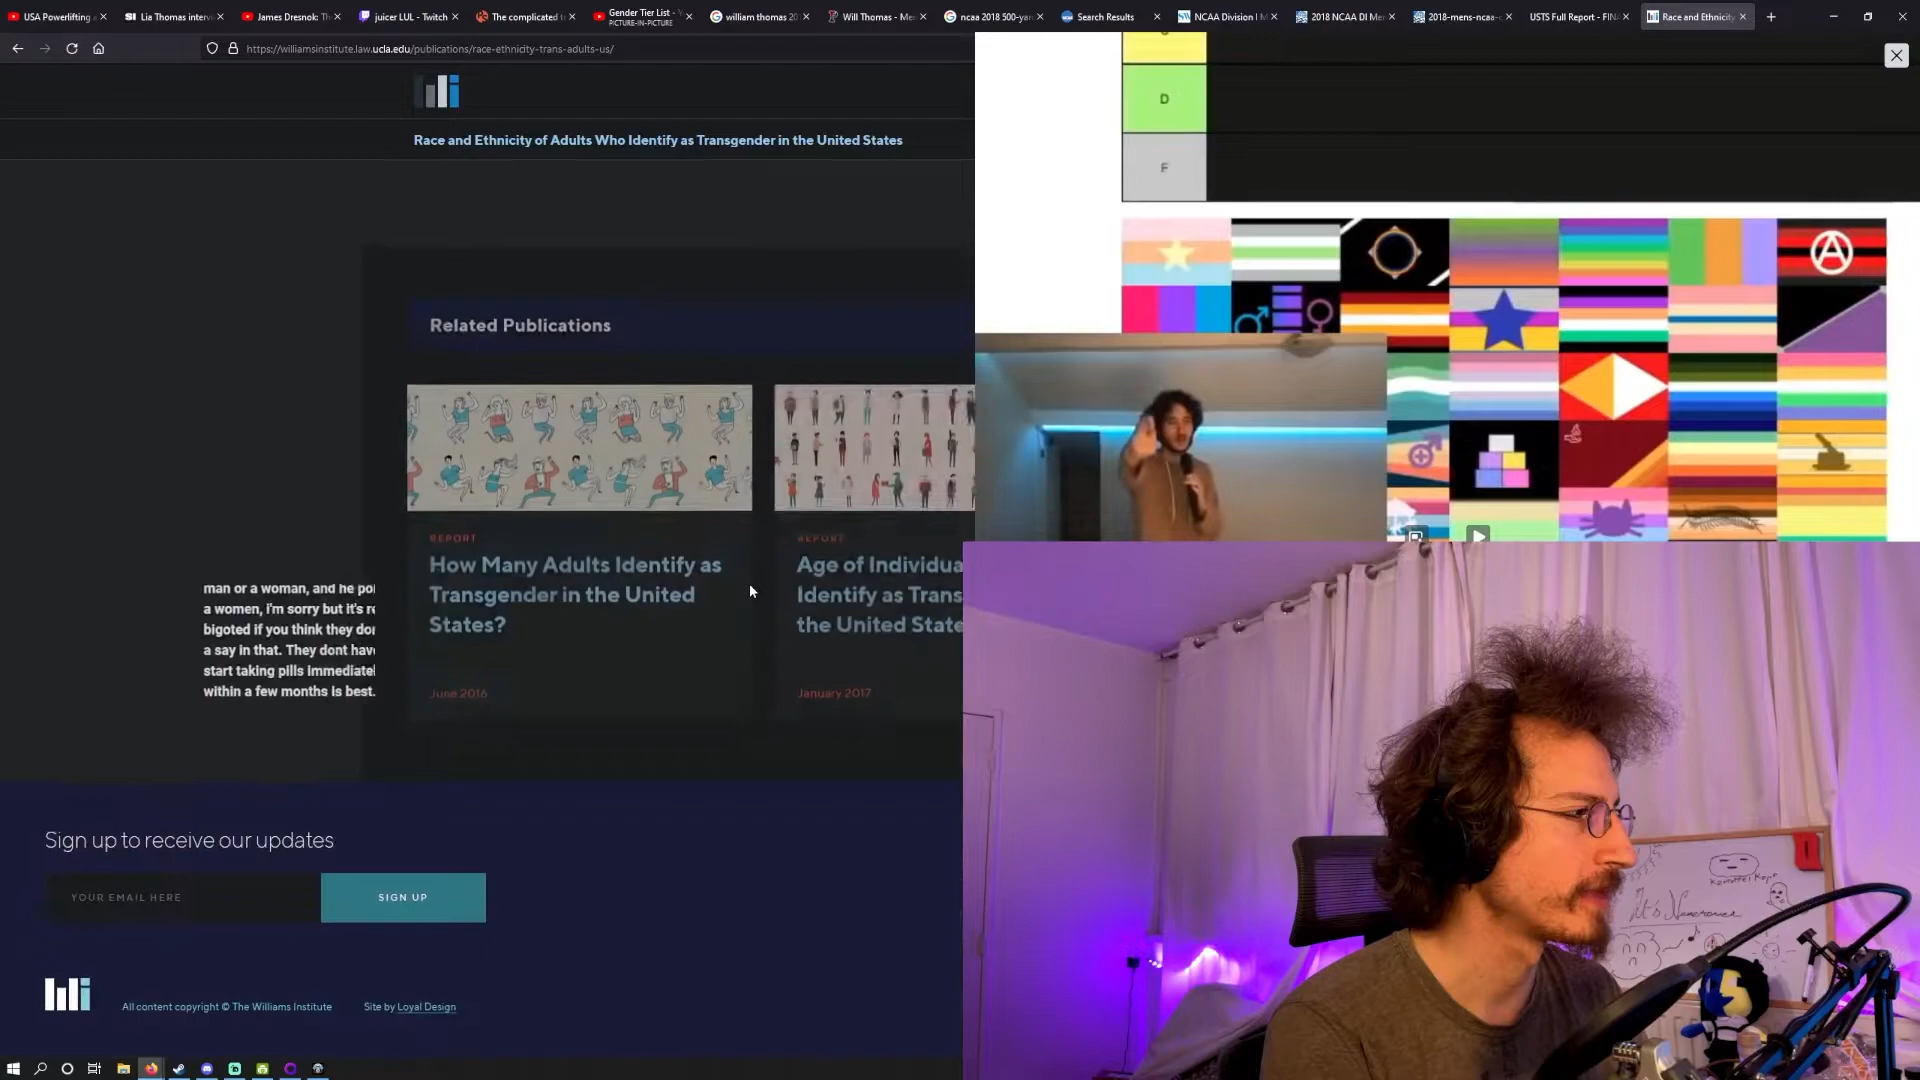 USA Powerlifting
Lia Thomas interv
James Dresnok: Th
juicer LUL - Twitch
The complicated t
Gender Tier List - Y
PICTURE-IN-PICTURE
william thomas 20
Will Thomas - Me
ncaa 2018 500-yar
Search Results
NCAA Division I M
2018 NCAA DI Me
2018-mens-ncaa-c
USTS Full Report - FIN
Race and Ethnicity
https://williamsinstitute.law.ucla.edu/publications/race-ethnicity-trans-adults-us/
Race and Ethnicity of Adults Who Identify as Transgender in the United States
D
F
Related Publications
REPORT
How Many Adults Identify as
Transgender in the United
States?
June 2016
REPORT
Age of Individua
Identify as Trans
the United State
January 2017
man or a woman, and he poi
a women, i'm sorry but it's re
bigoted if you think they don
a say in that. They dont have
start taking pills immediatel
within a few months is best.
Sign up to receive our updates
YOUR EMAIL HERE
SIGN UP
All content copyright © The Williams Institute
Site by Loyal Design
It's